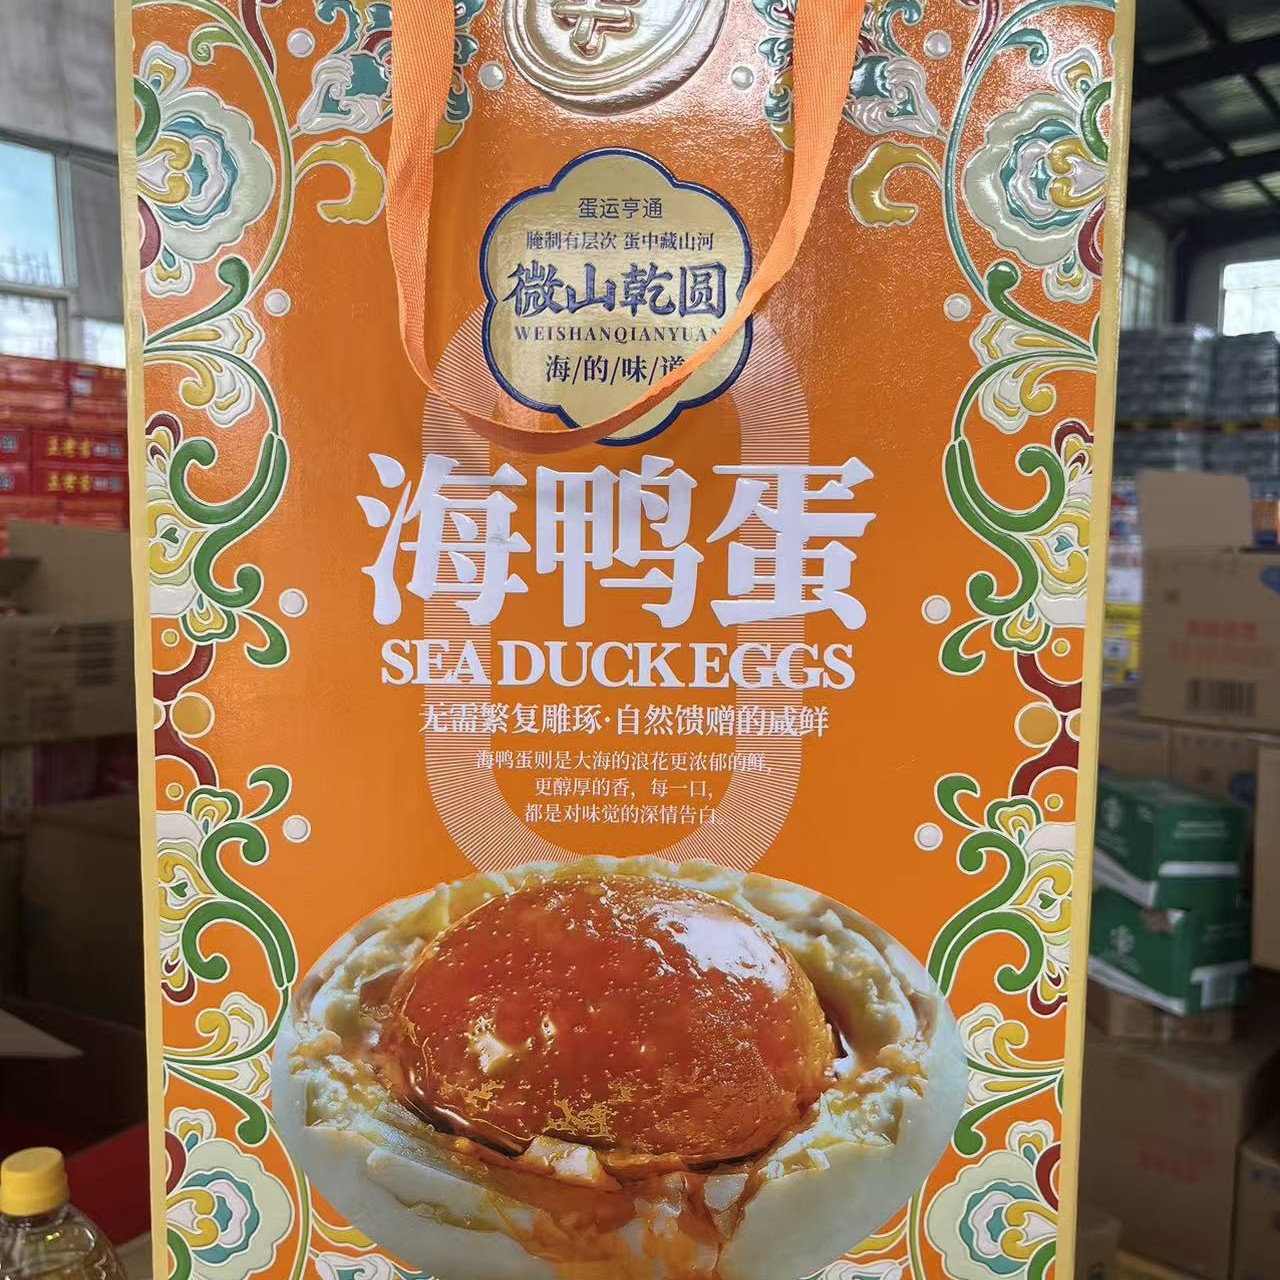 蛋运亨通
腌制有层次 蛋中藏山河
微山乾圆
WEISHANQIANYUAN
海/的/味/道
海鸭蛋
SEA DUCK EGGS
无需繁复雕琢·自然馈赠的咸鲜
海鸭蛋则是大海的浪花更浓郁的鲜,
更醇厚的香,每一口,
都是对味觉的深情告白。